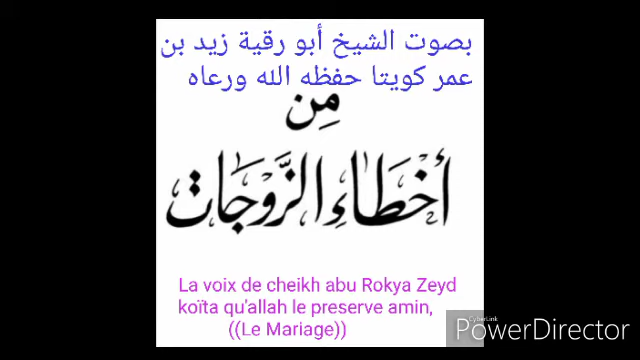 بصوت الشيخ أبو رقية زيد بن
عمر كويتا حفظه الله ورعاه
مِن
أَخْطَاءِ الزَّوْجَات
La voix de cheikh abu Rokya Zeyd
koïta qu'allah le preserve amin,
((Le Mariage))
CyberLink
PowerDirector